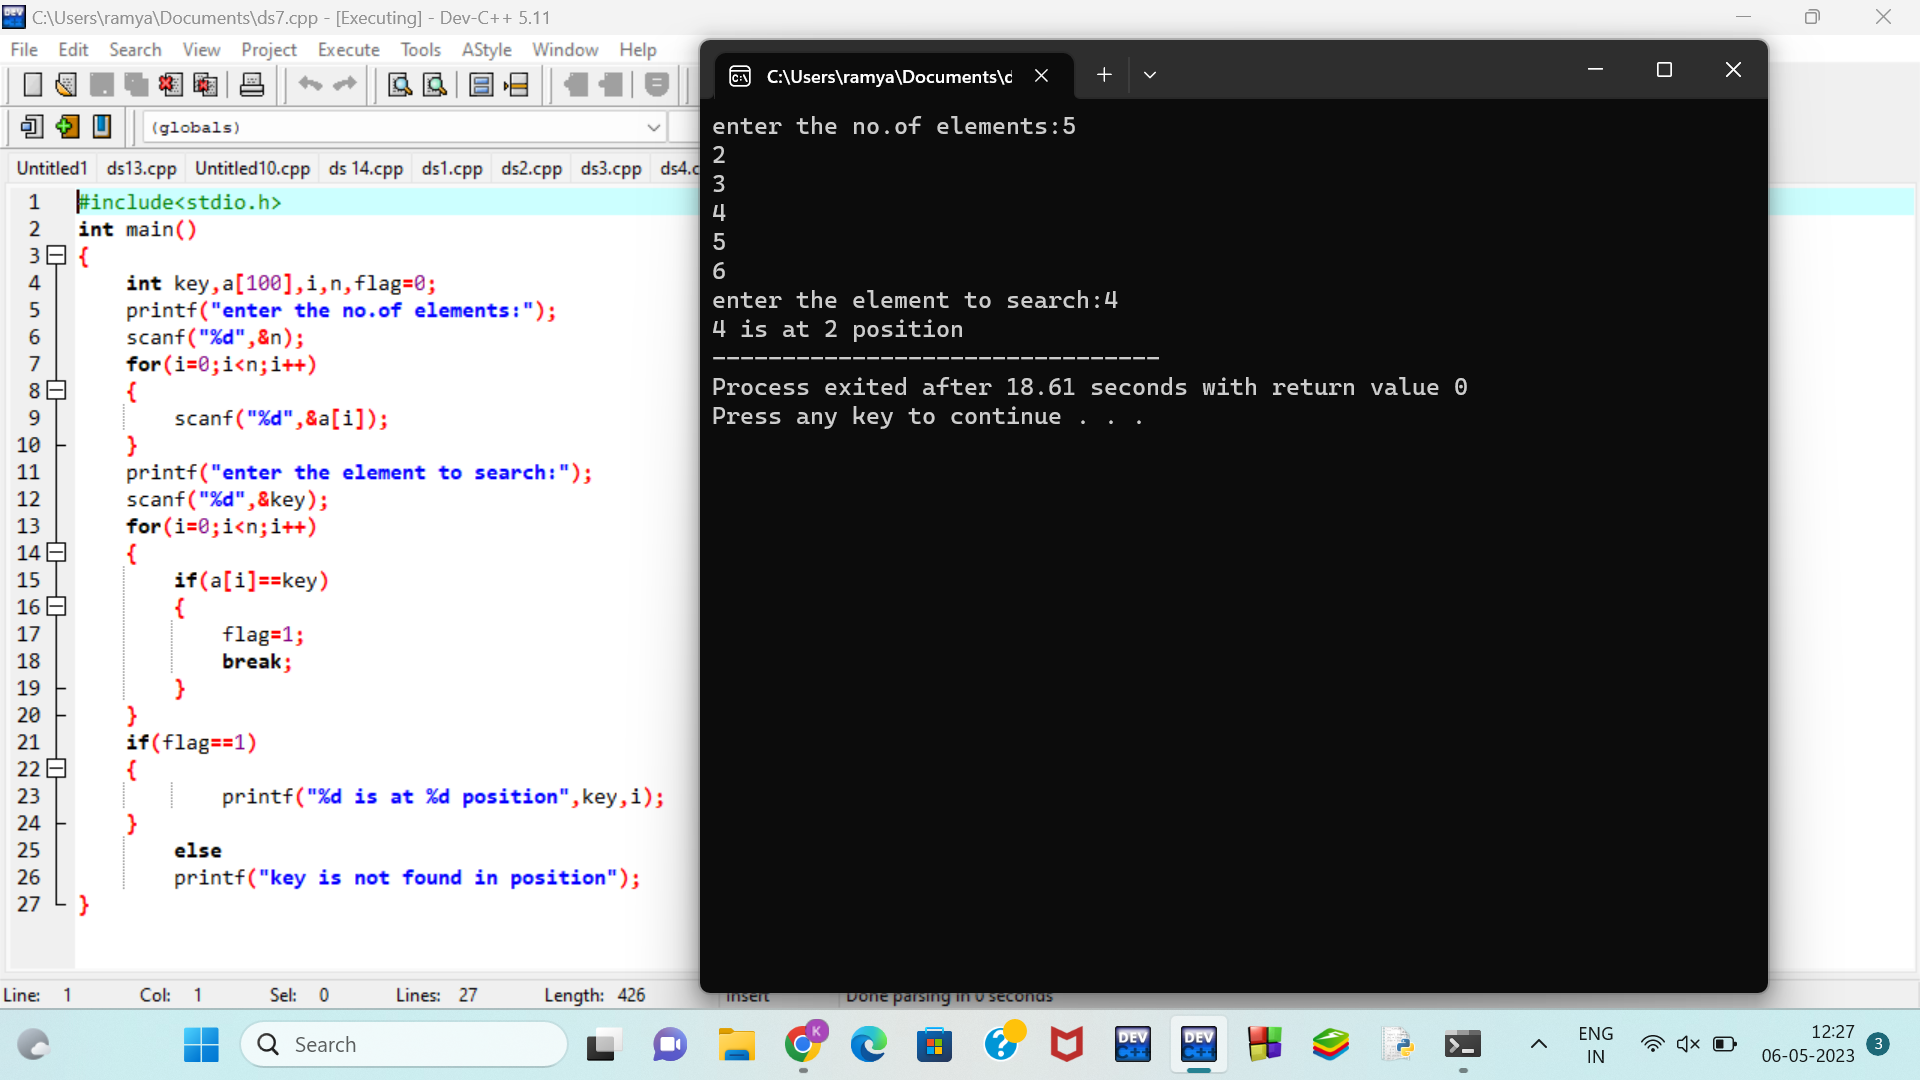 C:\Users\ramya\Documents\ds7.cpp - [Executing] - Dev-C++ 5.11
File Edit Search View Project Execute Tools AStyle Window Help
(globals)
Untitled1 ds13.cpp Untitled10.cpp ds 14.cpp ds1.cpp ds2.cpp ds3.cpp ds4.c
1 #include<stdio.h>
2 int main()
3 {
4 int key,a[100],i,n,flag=0;
5 printf("enter the no.of elements:");
6 scanf("%d",&n);
7 for(i=0;i<n;i++)
8 {
9 scanf("%d",&a[i]);
10 }
11 printf("enter the element to search:");
12 scanf("%d",&key);
13 for(i=0;i<n;i++)
14 {
15 if(a[i]==key)
16 {
17 flag=1;
18 break;
19 }
20 }
21 if(flag==1)
22 {
23 printf("%d is at %d position",key,i);
24 }
25 else
26 printf("key is not found in position");
27 }
Line: 1 Col: 1 Sel: 0 Lines: 27 Length: 426 Insert Done parsing in 0 seconds
C:\Users\ramya\Documents\d
enter the no.of elements:5
2
3
4
5
6
enter the element to search:4
4 is at 2 position
--------------------------------
Process exited after 18.61 seconds with return value 0
Press any key to continue . . .
Search
K
DEV C++
DEV C++
ENG
IN
12:27
06-05-2023
3